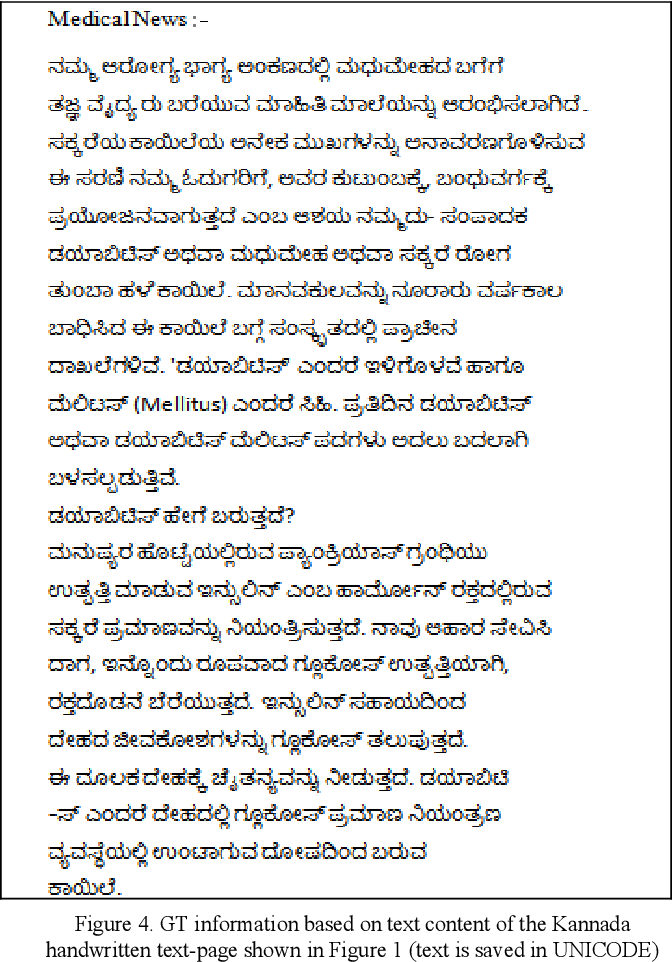 Medical News :-
ನಮ್ಮ ಆರೋಗ್ಯ ಭಾಗ್ಯ ಅಂಕಣದಲ್ಲಿ ಮಧುಮೇಹದ ಬಗೆಗೆ
ತಜ್ಞ ವೈದ್ಯರು ಬರೆಯುವ ಮಾಹಿತಿ ಮಾಲೆಯನ್ನು ಆರಂಭಿಸಲಾಗಿದೆ.
ಸಕ್ಕರೆಯ ಕಾಯಿಲೆಯ ಅನೇಕ ಮುಖಗಳನ್ನು ಅನಾವರಣಗೊಳಿಸುವ
ಈ ಸರಣಿ ನಮ್ಮ ಓದುಗರಿಗೆ, ಅವರ ಕುಟುಂಬಕ್ಕೆ, ಬಂಧುವರ್ಗಕ್ಕೆ
ಪ್ರಯೋಜನವಾಗುತ್ತದೆ ಎಂಬ ಆಶಯ ನಮ್ಮದು- ಸಂಪಾದಕ
ಡಯಾಬಿಟಿಸ್ ಅಥವಾ ಮಧುಮೇಹ ಅಥವಾ ಸಕ್ಕರೆ ರೋಗ
ತುಂಬಾ ಹಳೆ ಕಾಯಿಲೆ. ಮಾನವಕುಲವನ್ನು ನೂರಾರು ವರ್ಷಕಾಲ
ಬಾಧಿಸಿದ ಈ ಕಾಯಿಲೆ ಬಗ್ಗೆ ಸಂಸ್ಕೃತದಲ್ಲಿ ಪ್ರಾಚೀನ
ದಾಖಲೆಗಳಿವೆ. 'ಡಯಾಬಿಟಿಸ್' ಎಂದರೆ ಇಳಿಗೊಳವೆ ಹಾಗೂ
ಮೆಲಿಟಸ್ (Mellitus) ಎಂದರೆ ಸಿಹಿ. ಪ್ರತಿದಿನ ಡಯಾಬಿಟಿಸ್
ಅಥವಾ ಡಯಾಬಿಟಿಸ್ ಮೆಲಿಟಸ್ ಪದಗಳು ಅದಲು ಬದಲಾಗಿ
ಬಳಸಲ್ಪಡುತ್ತಿವೆ.
ಡಯಾಬಿಟಿಸ್ ಹೇಗೆ ಬರುತ್ತದೆ?
ಮನುಷ್ಯರ ಹೊಟ್ಟೆಯಲ್ಲಿರುವ ಪ್ಯಾಂಕ್ರಿಯಾಸ್ ಗ್ರಂಥಿಯು
ಉತ್ಪತ್ತಿ ಮಾಡುವ ಇನ್ಸುಲಿನ್ ಎಂಬ ಹಾರ್ಮೋನ್ ರಕ್ತದಲ್ಲಿರುವ
ಸಕ್ಕರೆ ಪ್ರಮಾಣವನ್ನು ನಿಯಂತ್ರಿಸುತ್ತದೆ. ನಾವು ಆಹಾರ ಸೇವಿಸಿ
ದಾಗ, ಇನ್ನೊಂದು ರೂಪವಾದ ಗ್ಲೂಕೋಸ್ ಉತ್ಪತ್ತಿಯಾಗಿ,
ರಕ್ತದೊಡನೆ ಬೆರೆಯುತ್ತದೆ. ಇನ್ಸುಲಿನ್ ಸಹಾಯದಿಂದ
ದೇಹದ ಜೀವಕೋಶಗಳನ್ನು ಗ್ಲೂಕೋಸ್ ತಲುಪುತ್ತದೆ.
ಈ ಮೂಲಕ ದೇಹಕ್ಕೆ ಚೈತನ್ಯವನ್ನು ನೀಡುತ್ತದೆ. ಡಯಾಬಿಟಿ
-ಸ್ ಎಂದರೆ ದೇಹದಲ್ಲಿ ಗ್ಲೂಕೋಸ್ ಪ್ರಮಾಣ ನಿಯಂತ್ರಣ
ವ್ಯವಸ್ಥೆಯಲ್ಲಿ ಉಂಟಾಗುವ ದೋಷದಿಂದ ಬರುವ
ಕಾಯಿಲೆ.
Figure 4. GT information based on text content of the Kannada
handwritten text-page shown in Figure 1 (text is saved in UNICODE)